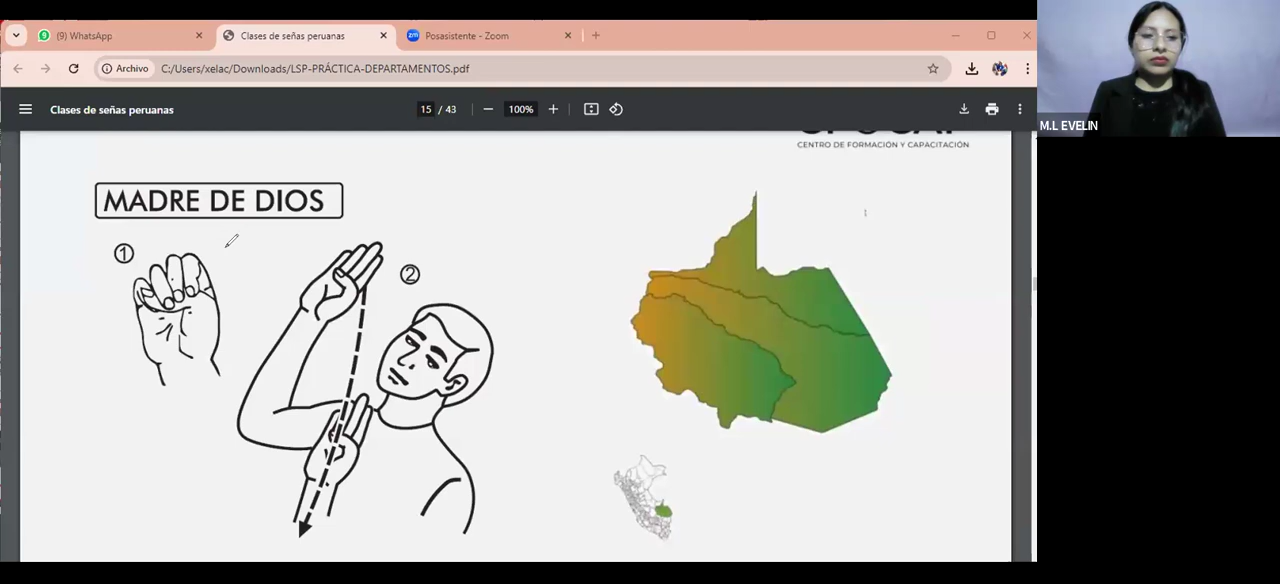 (9) WhatsApp
Clases de señas peruanas
Posasistente - Zoom
Archivo
C:/Users/xelac/Downloads/LSP-PRÁCTICA-DEPARTAMENTOS.pdf
Clases de señas peruanas
15 / 43
100%
M.L EVELIN
CENTRO DE FORMACIÓN Y CAPACITACIÓN
MADRE DE DIOS
1
2